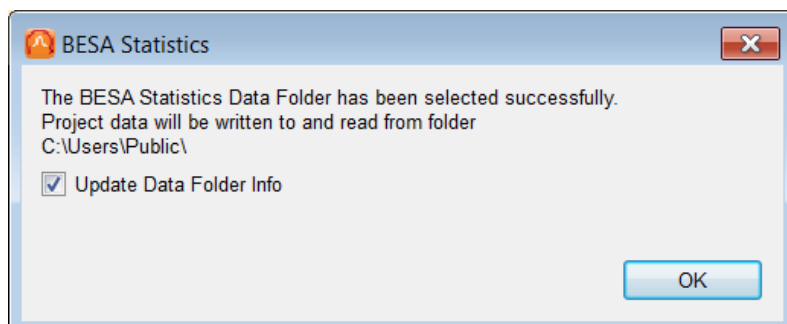 BESA Statistics
The BESA Statistics Data Folder has been selected successfully.
Project data will be written to and read from folder
C:\Users\Public\
Update Data Folder Info
OK